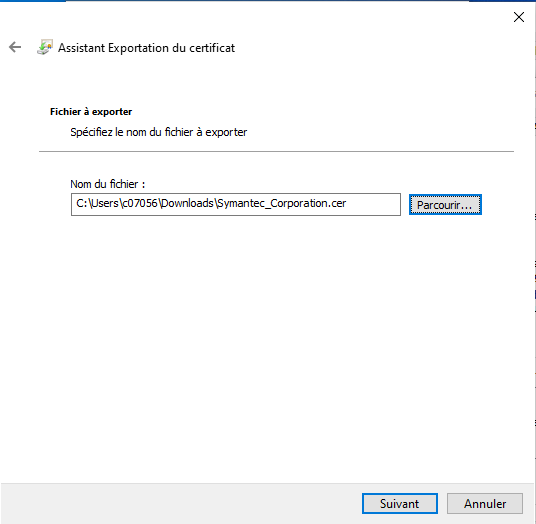 Assistant Exportation du certificat
Fichier à exporter
Spécifiez le nom du fichier à exporter
Nom du fichier :
C:\Users\c07056\Downloads\Symantec_Corporation.cer
Parcourir...
Suivant
Annuler